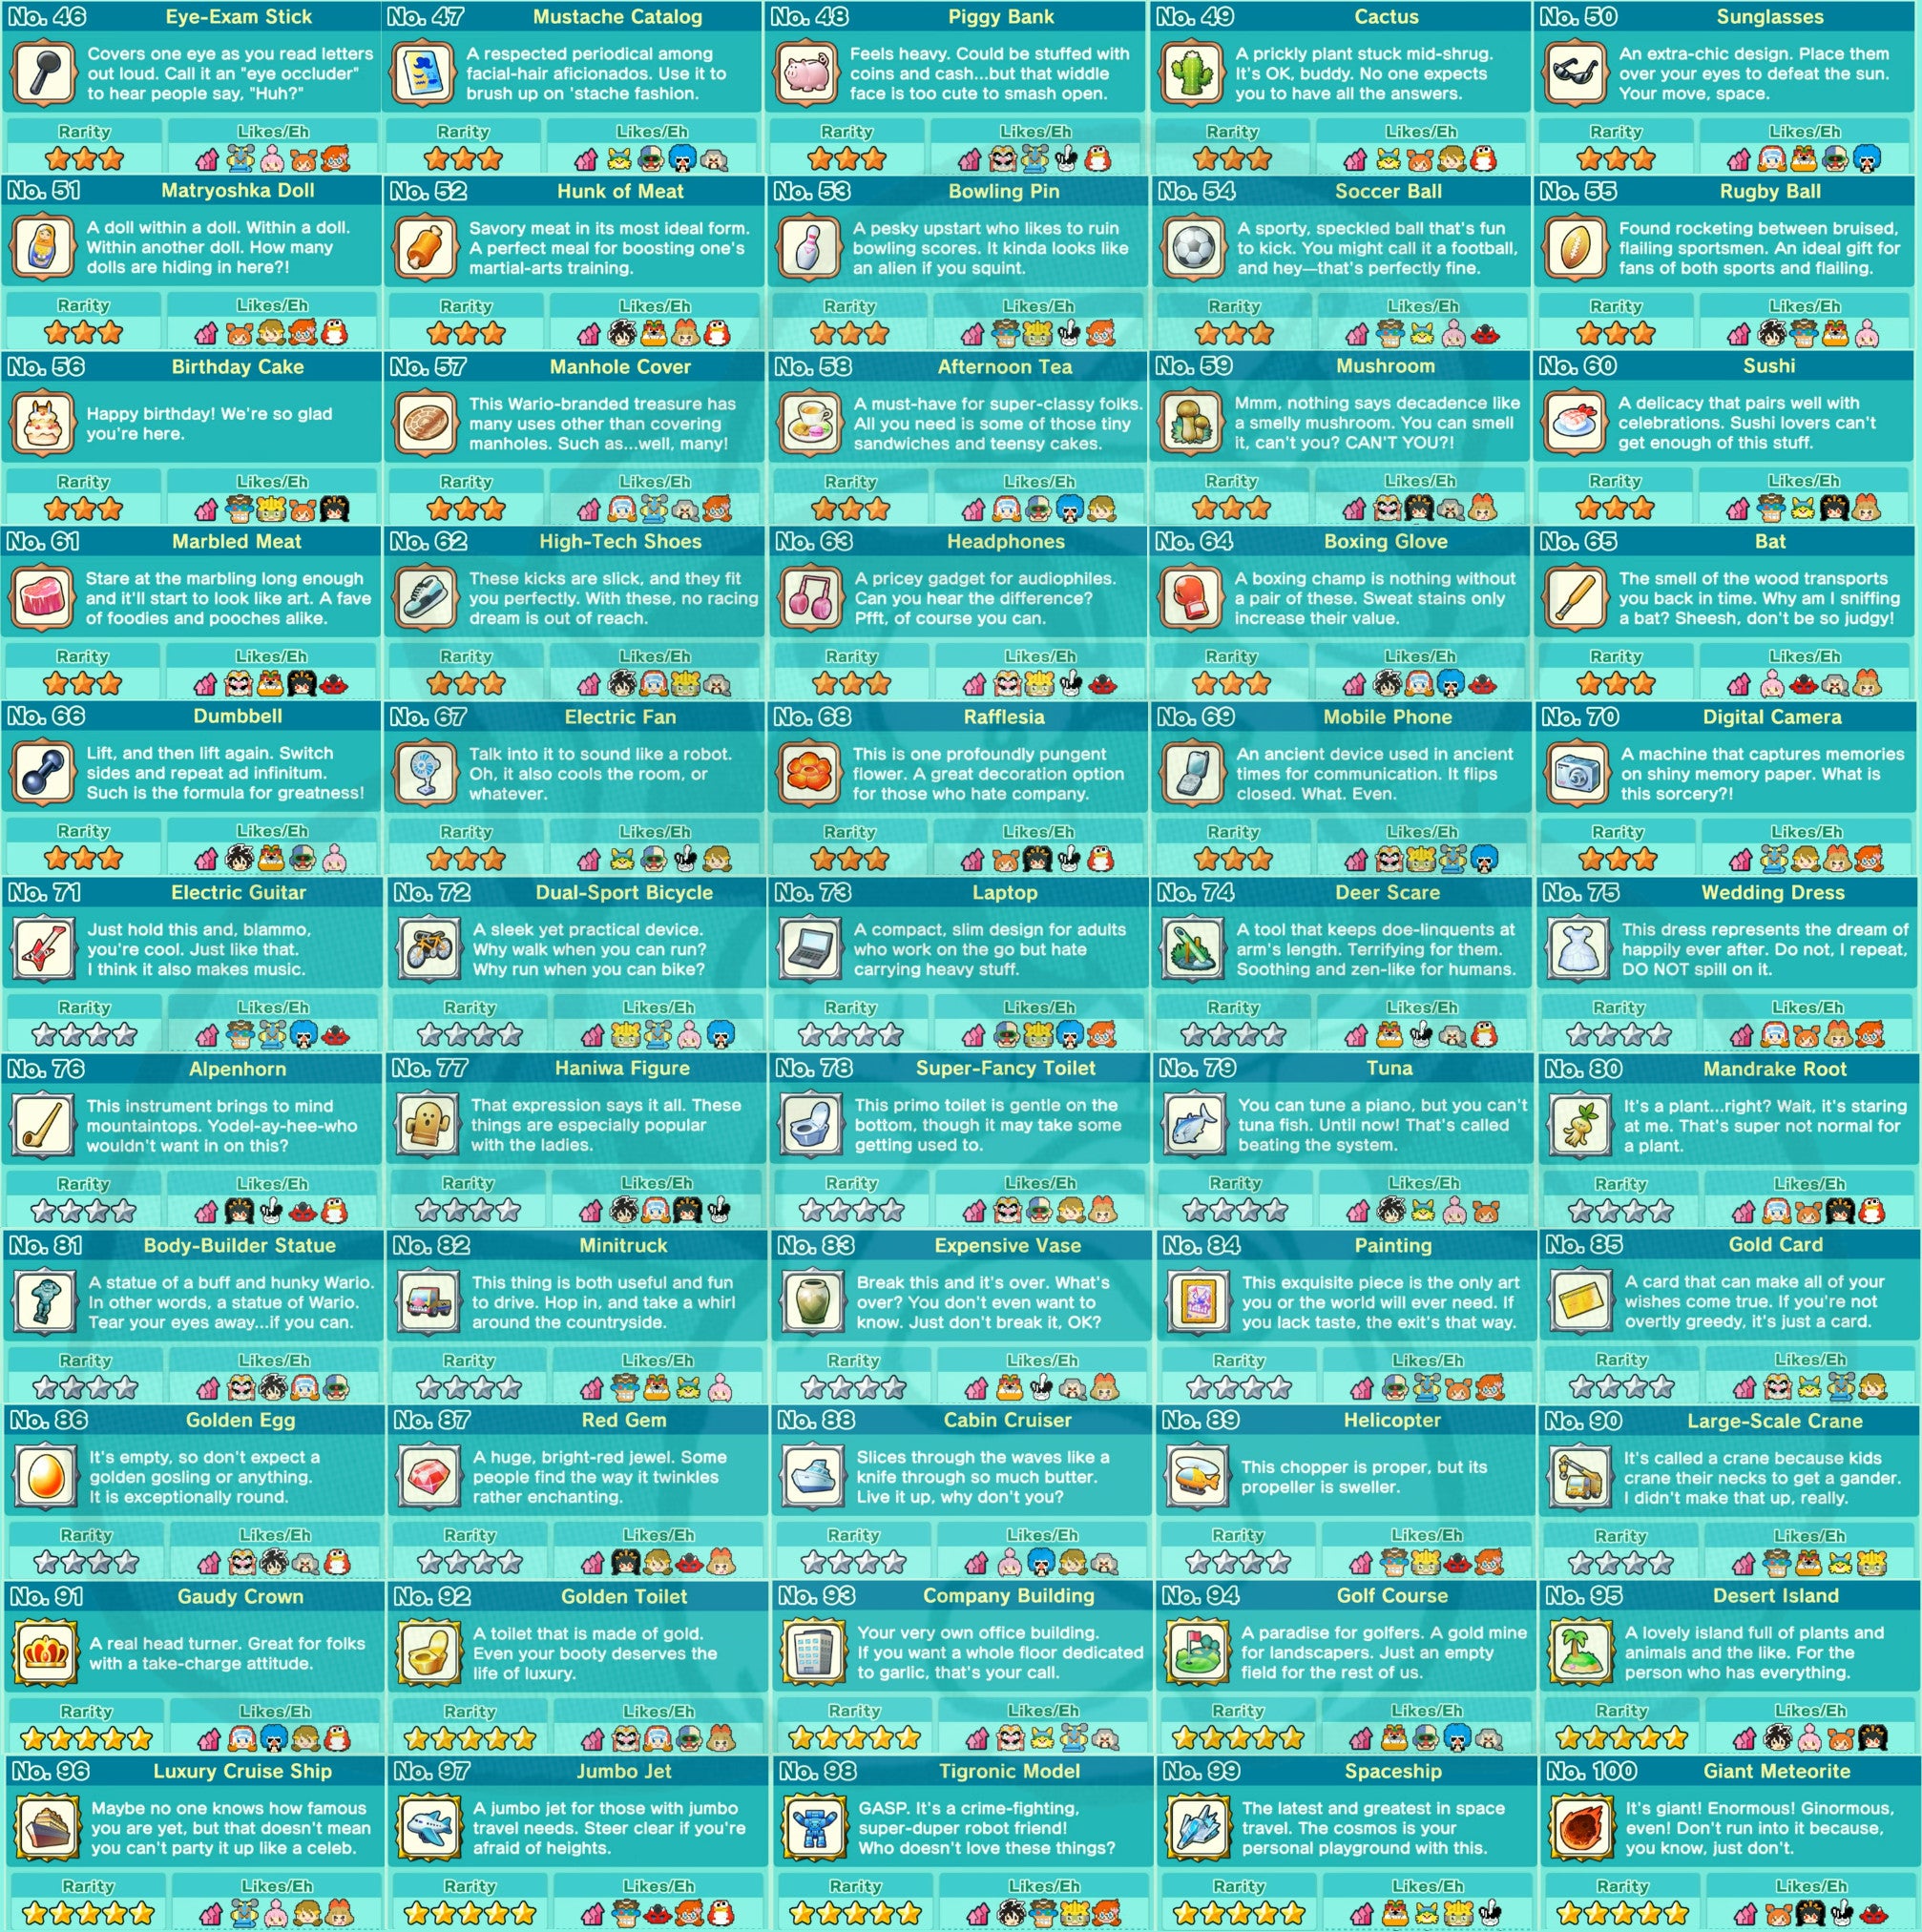 No. 46 Eye-Exam Stick
Covers one eye as you read letters
out loud. Call it an "eye occluder"
to hear people say, "Huh?"
Rarity Likes/Eh
No. 47 Mustache Catalog
A respected periodical among
facial-hair aficionados. Use it to
brush up on 'stache fashion.
Rarity Likes/Eh
No. 48 Piggy Bank
Feels heavy. Could be stuffed with
coins and cash...but that widdle
face is too cute to smash open.
Rarity Likes/Eh
No. 49 Cactus
A prickly plant stuck mid-shrug.
It's OK, buddy. No one expects
you to have all the answers.
Rarity Likes/Eh
No. 50 Sunglasses
An extra-chic design. Place them
over your eyes to defeat the sun.
Your move, space.
Rarity Likes/Eh
No. 51 Matryoshka Doll
A doll within a doll. Within a doll.
Within another doll. How many
dolls are hiding in here?!
Rarity Likes/Eh
No. 52 Hunk of Meat
Savory meat in its most ideal form.
A perfect meal for boosting one's
martial-arts training.
Rarity Likes/Eh
No. 53 Bowling Pin
A pesky upstart who likes to ruin
bowling scores. It kinda looks like
an alien if you squint.
Rarity Likes/Eh
No. 54 Soccer Ball
A sporty, speckled ball that's fun
to kick. You might call it a football,
and hey—that's perfectly fine.
Rarity Likes/Eh
No. 55 Rugby Ball
Found rocketing between bruised,
flailing sportsmen. An ideal gift for
fans of both sports and flailing.
Rarity Likes/Eh
No. 56 Birthday Cake
Happy birthday! We're so glad
you're here.
Rarity Likes/Eh
No. 57 Manhole Cover
This Wario-branded treasure has
many uses other than covering
manholes. Such as...well, many!
Rarity Likes/Eh
No. 58 Afternoon Tea
A must-have for super-classy folks.
All you need is some of those tiny
sandwiches and teensy cakes.
Rarity Likes/Eh
No. 59 Mushroom
Mmm, nothing says decadence like
a smelly mushroom. You can smell
it, can't you? CAN'T YOU?!
Rarity Likes/Eh
No. 60 Sushi
A delicacy that pairs well with
celebrations. Sushi lovers can't
get enough of this stuff.
Rarity Likes/Eh
No. 61 Marbled Meat
Stare at the marbling long enough
and it'll start to look like art. A fave
of foodies and pooches alike.
Rarity Likes/Eh
No. 62 High-Tech Shoes
These kicks are slick, and they fit
you perfectly. With these, no racing
dream is out of reach.
Rarity Likes/Eh
No. 63 Headphones
A pricey gadget for audiophiles.
Can you hear the difference?
Pfft, of course you can.
Rarity Likes/Eh
No. 64 Boxing Glove
A boxing champ is nothing without
a pair of these. Sweat stains only
increase their value.
Rarity Likes/Eh
No. 65 Bat
The smell of the wood transports
you back in time. Why am I sniffing
a bat? Sheesh, don't be so judgy!
Rarity Likes/Eh
No. 66 Dumbbell
Lift, and then lift again. Switch
sides and repeat ad infinitum.
Such is the formula for greatness!
Rarity Likes/Eh
No. 67 Electric Fan
Talk into it to sound like a robot.
Oh, it also cools the room, or
whatever.
Rarity Likes/Eh
No. 68 Rafflesia
This is one profoundly pungent
flower. A great decoration option
for those who hate company.
Rarity Likes/Eh
No. 69 Mobile Phone
An ancient device used in ancient
times for communication. It flips
closed. What. Even.
Rarity Likes/Eh
No. 70 Digital Camera
A machine that captures memories
on shiny memory paper. What is
this sorcery?!
Rarity Likes/Eh
No. 71 Electric Guitar
Just hold this and, blammo,
you're cool. Just like that.
I think it also makes music.
Rarity Likes/Eh
No. 72 Dual-Sport Bicycle
A sleek yet practical device.
Why walk when you can run?
Why run when you can bike?
Rarity Likes/Eh
No. 73 Laptop
A compact, slim design for adults
who work on the go but hate
carrying heavy stuff.
Rarity Likes/Eh
No. 74 Deer Scare
A tool that keeps doe-linquents at
arm's length. Terrifying for them.
Soothing and zen-like for humans.
Rarity Likes/Eh
No. 75 Wedding Dress
This dress represents the dream of
happily ever after. Do not, I repeat,
DO NOT spill on it.
Rarity Likes/Eh
No. 76 Alpenhorn
This instrument brings to mind
mountaintops. Yodel-ay-hee-who
wouldn't want in on this?
Rarity Likes/Eh
No. 77 Haniwa Figure
That expression says it all. These
things are especially popular
with the ladies.
Rarity Likes/Eh
No. 78 Super-Fancy Toilet
This primo toilet is gentle on the
bottom, though it may take some
getting used to.
Rarity Likes/Eh
No. 79 Tuna
You can tune a piano, but you can't
tuna fish. Until now! That's called
beating the system.
Rarity Likes/Eh
No. 80 Mandrake Root
It's a plant...right? Wait, it's staring
at me. That's super not normal for
a plant.
Rarity Likes/Eh
No. 81 Body-Builder Statue
A statue of a buff and hunky Wario.
In other words, a statue of Wario.
Tear your eyes away...if you can.
Rarity Likes/Eh
No. 82 Minitruck
This thing is both useful and fun
to drive. Hop in, and take a whirl
around the countryside.
Rarity Likes/Eh
No. 83 Expensive Vase
Break this and it's over. What's
over? You don't even want to
know. Just don't break it, OK?
Rarity Likes/Eh
No. 84 Painting
This exquisite piece is the only art
you or the world will ever need. If
you lack taste, the exit's that way.
Rarity Likes/Eh
No. 85 Gold Card
A card that can make all of your
wishes come true. If you're not
overtly greedy, it's just a card.
Rarity Likes/Eh
No. 86 Golden Egg
It's empty, so don't expect a
golden gosling or anything.
It is exceptionally round.
Rarity Likes/Eh
No. 87 Red Gem
A huge, bright-red jewel. Some
people find the way it twinkles
rather enchanting.
Rarity Likes/Eh
No. 88 Cabin Cruiser
Slices through the waves like a
knife through so much butter.
Live it up, why don't you?
Rarity Likes/Eh
No. 89 Helicopter
This chopper is proper, but its
propeller is sweller.
Rarity Likes/Eh
No. 90 Large-Scale Crane
It's called a crane because kids
crane their necks to get a gander.
I didn't make that up, really.
Rarity Likes/Eh
No. 91 Gaudy Crown
A real head turner. Great for folks
with a take-charge attitude.
Rarity Likes/Eh
No. 92 Golden Toilet
A toilet that is made of gold.
Even your booty deserves the
life of luxury.
Rarity Likes/Eh
No. 93 Company Building
Your very own office building.
If you want a whole floor dedicated
to garlic, that's your call.
Rarity Likes/Eh
No. 94 Golf Course
A paradise for golfers. A gold mine
for landscapers. Just an empty
field for the rest of us.
Rarity Likes/Eh
No. 95 Desert Island
A lovely island full of plants and
animals and the like. For the
person who has everything.
Rarity Likes/Eh
No. 96 Luxury Cruise Ship
Maybe no one knows how famous
you are yet, but that doesn't mean
you can't party it up like a celeb.
Rarity Likes/Eh
No. 97 Jumbo Jet
A jumbo jet for those with jumbo
travel needs. Steer clear if you're
afraid of heights.
Rarity Likes/Eh
No. 98 Tigronic Model
GASP. It's a crime-fighting,
super-duper robot friend!
Who doesn't love these things?
Rarity Likes/Eh
No. 99 Spaceship
The latest and greatest in space
travel. The cosmos is your
personal playground with this.
Rarity Likes/Eh
No. 100 Giant Meteorite
It's giant! Enormous! Ginormous,
even! Don't run into it because,
you know, just don't.
Rarity Likes/Eh